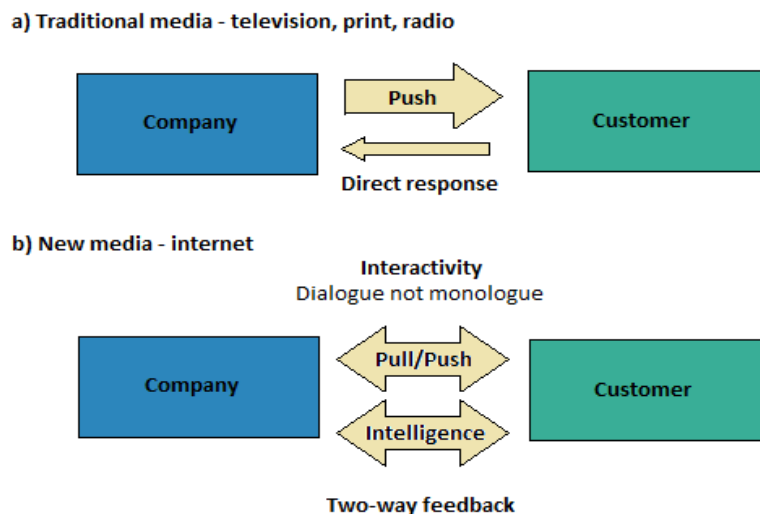 a) Traditional media - television, print, radio
Company
Push
Customer
Direct response
b) New media - internet
Interactivity
Dialogue not monologue
Company
Pull/Push
Customer
Intelligence
Two-way feedback